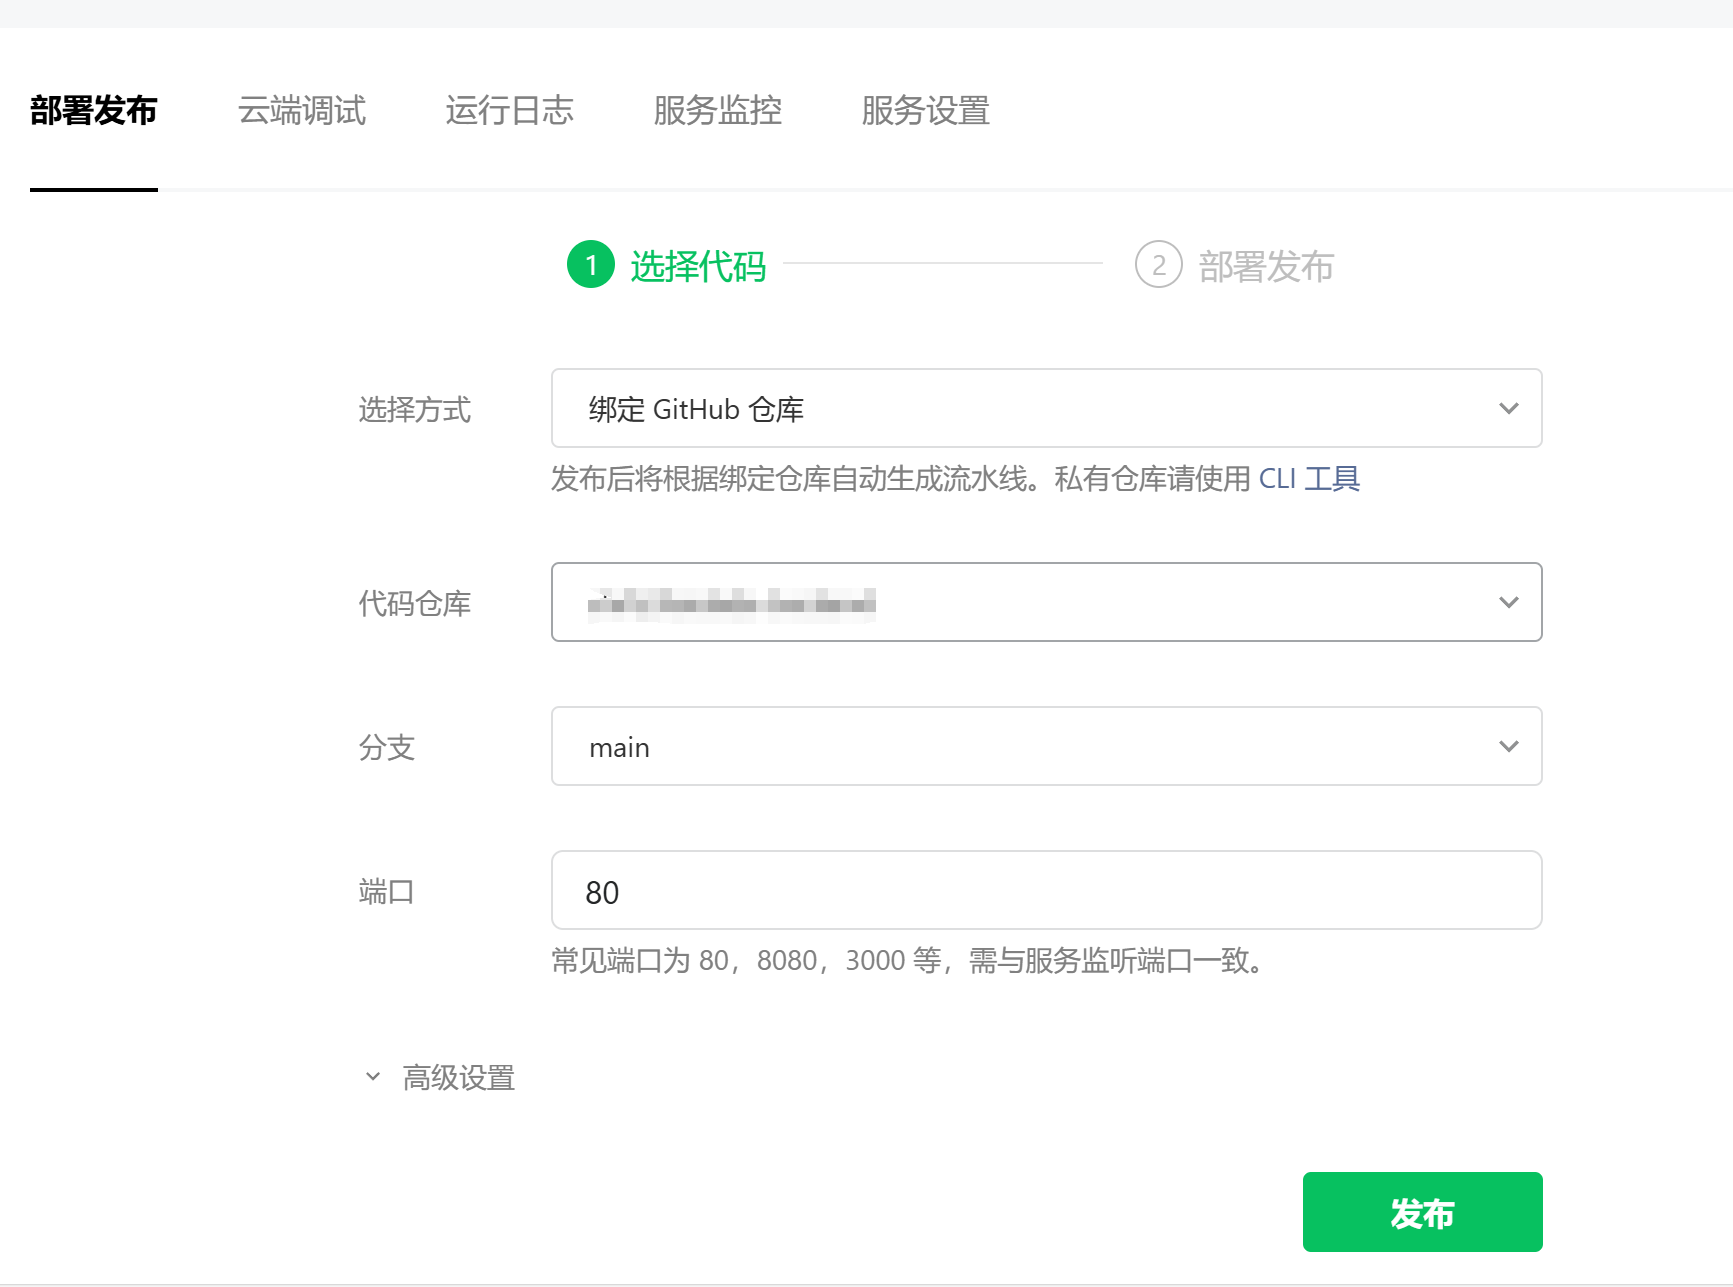 部署发布 云端调试 运行日志 服务监控 服务设置
1 选择代码 2 部署发布
选择方式 绑定 GitHub 仓库
发布后将根据绑定仓库自动生成流水线。私有仓库请使用 CLI 工具
代码仓库
分支 main
端口 80
常见端口为 80，8080，3000 等，需与服务监听端口一致。
高级设置
发布